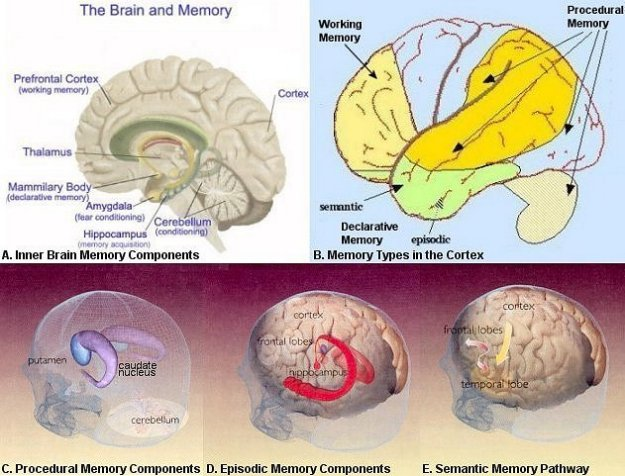 The Brain and Memory
Prefrontal Cortex
(working memory)
Cortex
Thalamus
Mammilary Body
(declarative memory)
Amygdala
(fear conditioning)
Hippocampus
(memory acquisition)
Cerebellum
(conditioning)
A. Inner Brain Memory Components
Working
Memory
Procedural
Memory
semantic
Declarative
Memory
episodic
B. Memory Types in the Cortex
putamen
caudate
nucleus
cerebellum
C. Procedural Memory Components
cortex
frontal lobes
hippocampus
D. Episodic Memory Components
cortex
frontal lobes
temporal lobe
E. Semantic Memory Pathway